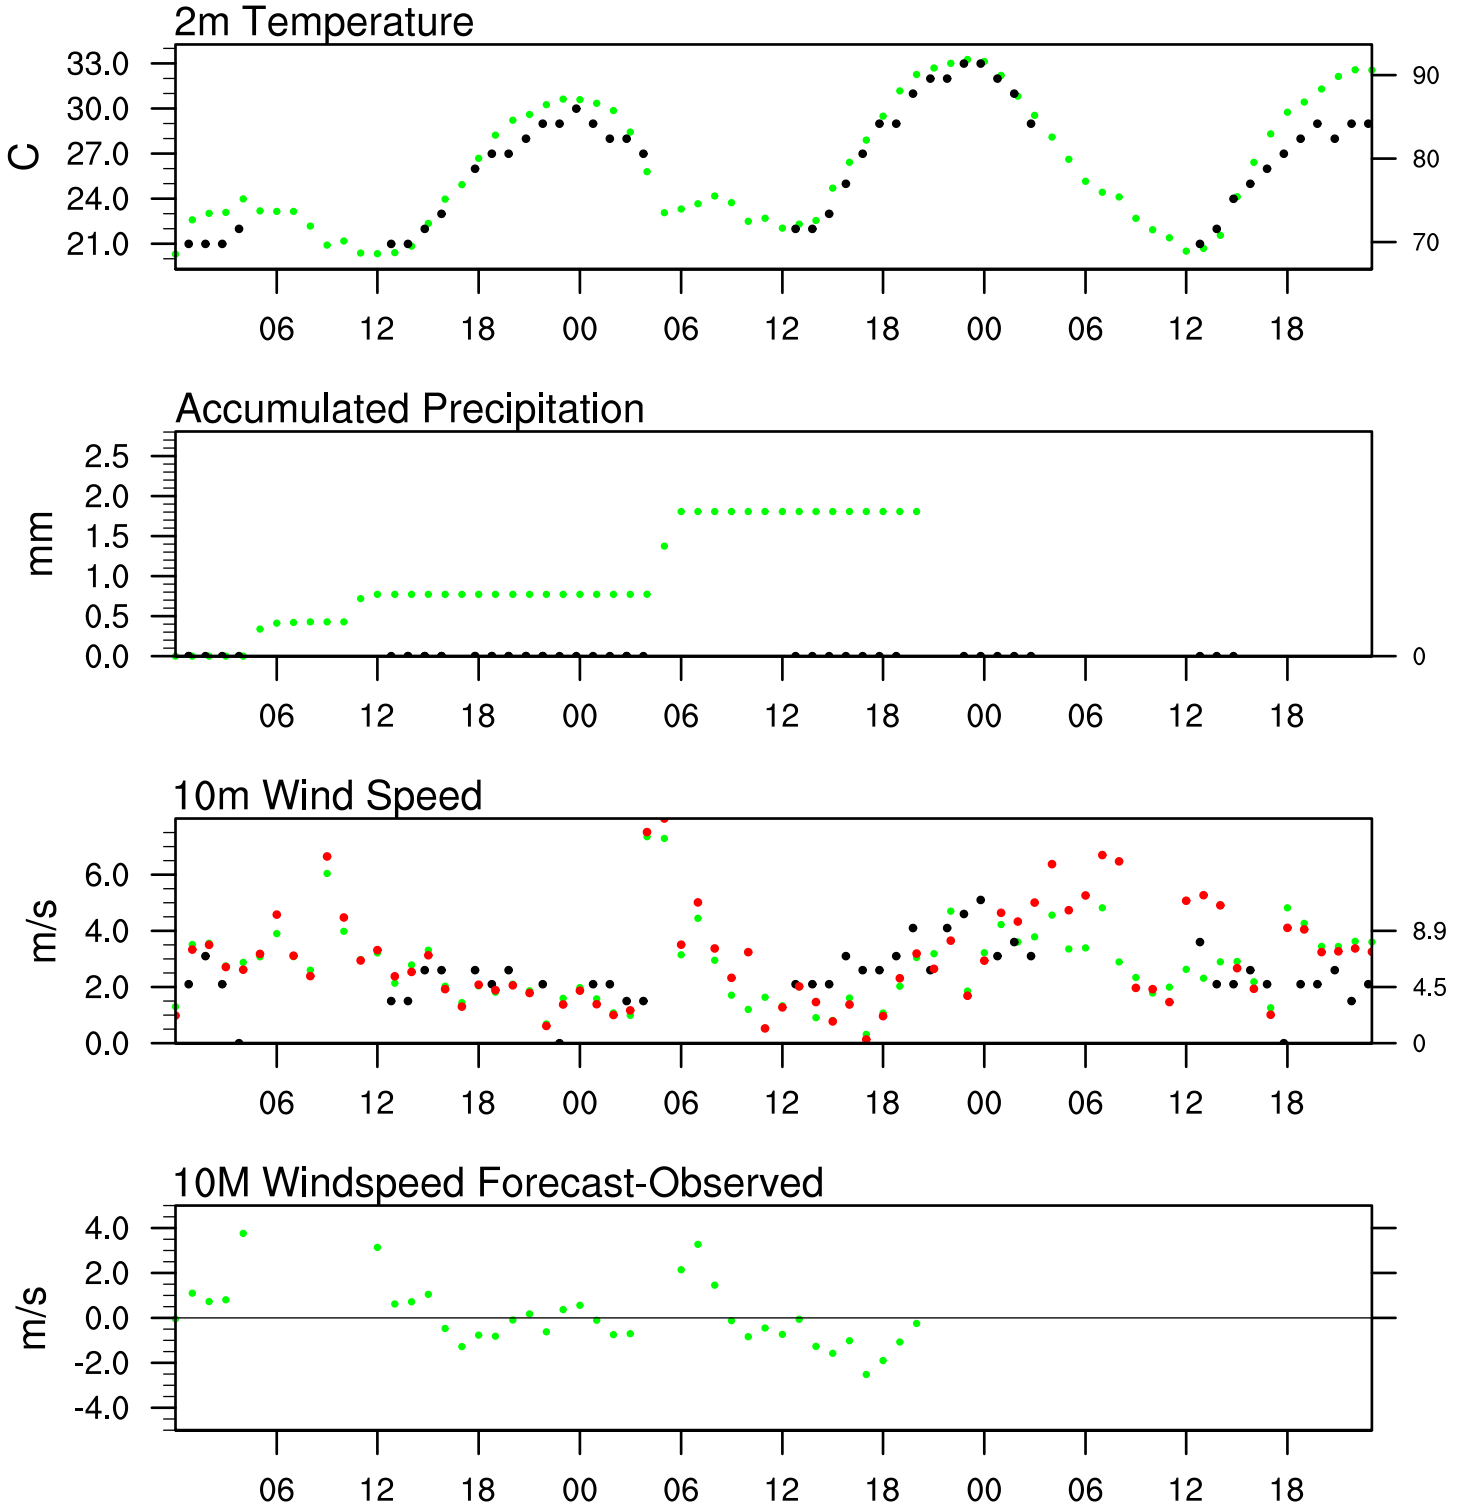 2m Temperature
33.0
30.0
27.0
24.0
21.0
C
90
80
70
06 12 18 00 06 12 18 00 06 12 18
Accumulated Precipitation
2.5
2.0
1.5
1.0
0.5
0.0
mm
0
06 12 18 00 06 12 18 00 06 12 18
10m Wind Speed
6.0
4.0
2.0
0.0
m/s
8.9
4.5
0
06 12 18 00 06 12 18 00 06 12 18
10M Windspeed Forecast-Observed
4.0
2.0
0.0
-2.0
-4.0
m/s
06 12 18 00 06 12 18 00 06 12 18